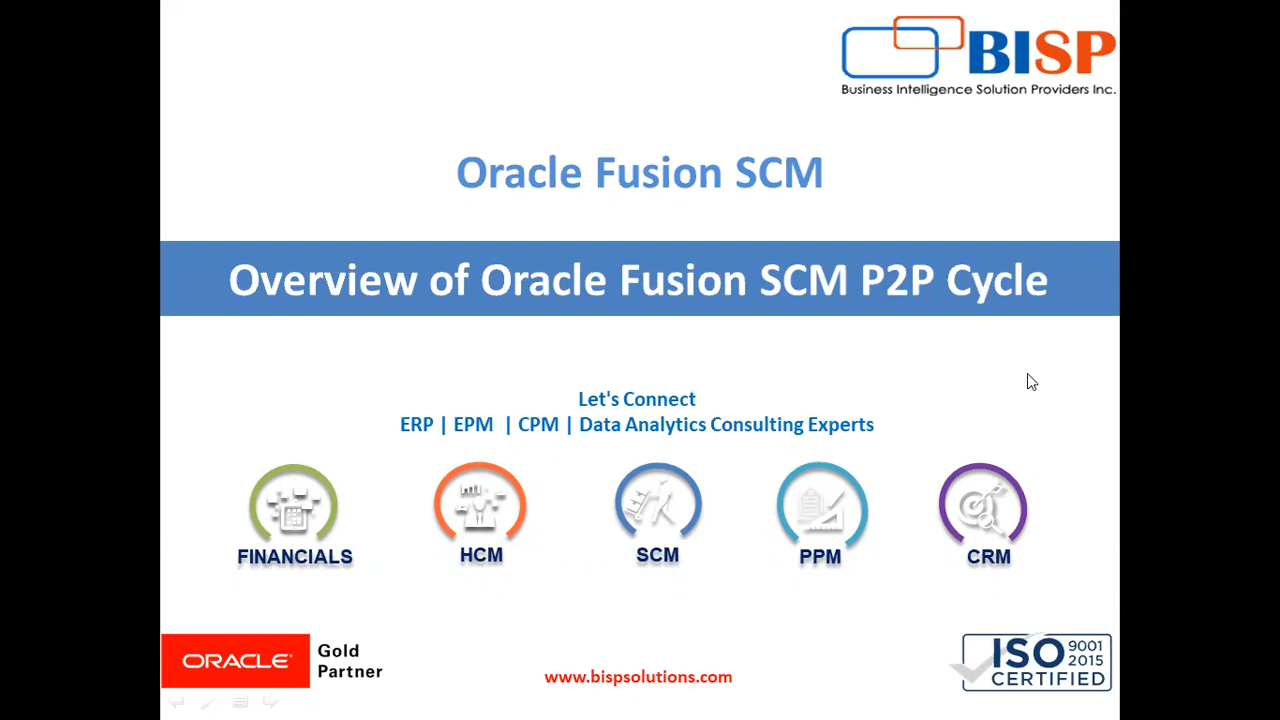 BISP
Business Intelligence Solution Providers Inc.
Oracle Fusion SCM
Overview of Oracle Fusion SCM P2P Cycle
Let's Connect
ERP | EPM | CPM | Data Analytics Consulting Experts
FINANCIALS HCM SCM PPM CRM
ORACLE® Gold Partner
www.bispsolutions.com
ISO 9001 2015
CERTIFIED